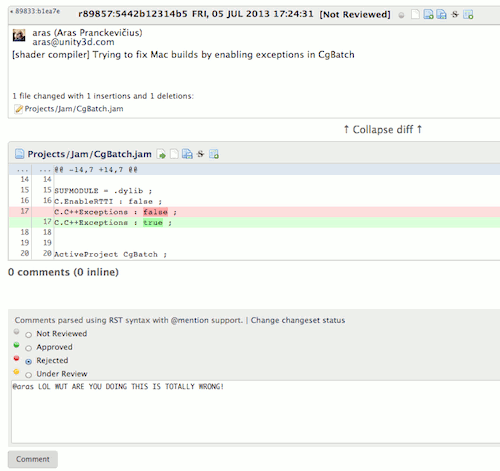 <.89833:b1ea7e
r89857:5442b12314b5 FRI, 05 JUL 2013 17:24:31 [Not Reviewed]
aras (Aras Pranckevičius)
aras@unity3d.com
[shader compiler] Trying to fix Mac builds by enabling exceptions in CgBatch
1 file changed with 1 insertions and 1 deletions:
Projects/Jam/CgBatch.jam
↑ Collapse diff ↑
Projects/Jam/CgBatch.jam
... ... @@ -14,7 +14,7 @@
14 14
15 15 SUFMODULE = .dylib ;
16 16 C.EnableRTTI : false ;
17 C.C++Exceptions : false ;
17 C.C++Exceptions : true ;
18 18
19 19
20 20 ActiveProject CgBatch ;
0 comments (0 inline)
Comments parsed using RST syntax with @mention support. | Change changeset status
Not Reviewed
Approved
Rejected
Under Review
@aras LOL WUT ARE YOU DOING THIS IS TOTALLY WRONG!
Comment